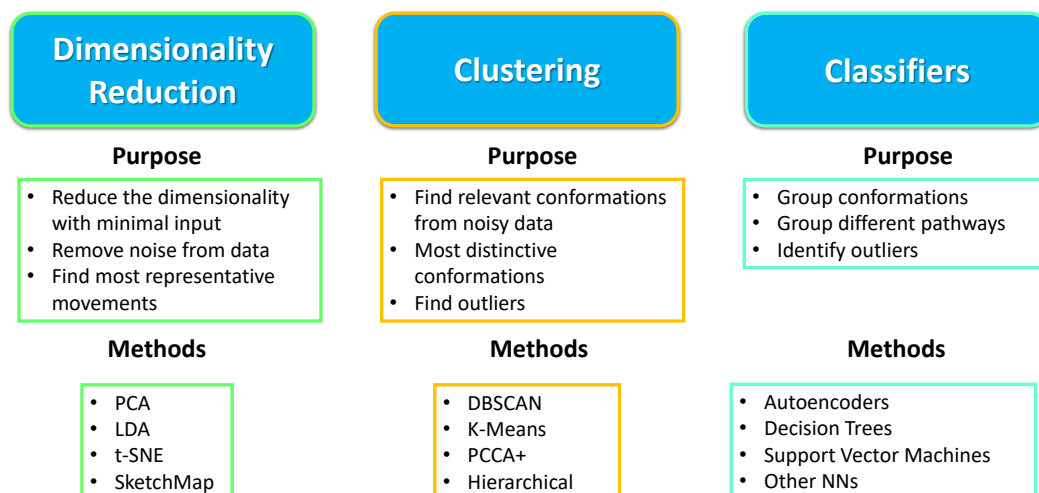 Dimensionality
Reduction
Purpose
• Reduce the dimensionality
with minimal input
• Remove noise from data
• Find most representative
movements
Methods
• PCA
• LDA
• t-SNE
• SketchMap
Clustering
Purpose
• Find relevant conformations
from noisy data
• Most distinctive
conformations
• Find outliers
Methods
• DBSCAN
• K-Means
• PCCA+
• Hierarchical
Classifiers
Purpose
• Group conformations
• Group different pathways
• Identify outliers
Methods
• Autoencoders
• Decision Trees
• Support Vector Machines
• Other NNs